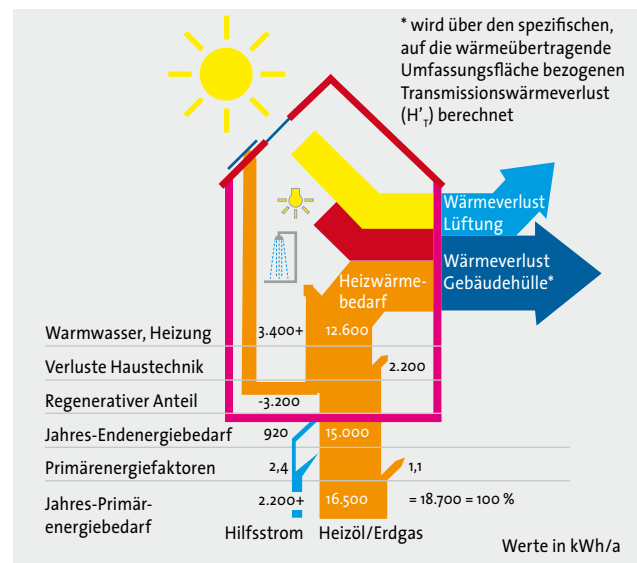 * wird über den spezifischen,
auf die wärmeübertragende
Umfassungsfläche bezogenen
Transmissionswärmeverlust
(H'T) berechnet
Wärmeverlust
Lüftung
Wärmeverlust
Gebäudehülle*
Heizwärme-
bedarf
Warmwasser, Heizung 3.400+ 12.600
Verluste Haustechnik 2.200
Regenerativer Anteil -3.200
Jahres-Endenergiebedarf 920 15.000
Primärenergiefaktoren 2,4 1,1
Jahres-Primär-
energiebedarf
2.200+ 16.500 = 18.700 = 100 %
Hilfsstrom Heizöl/Erdgas
Werte in kWh/a